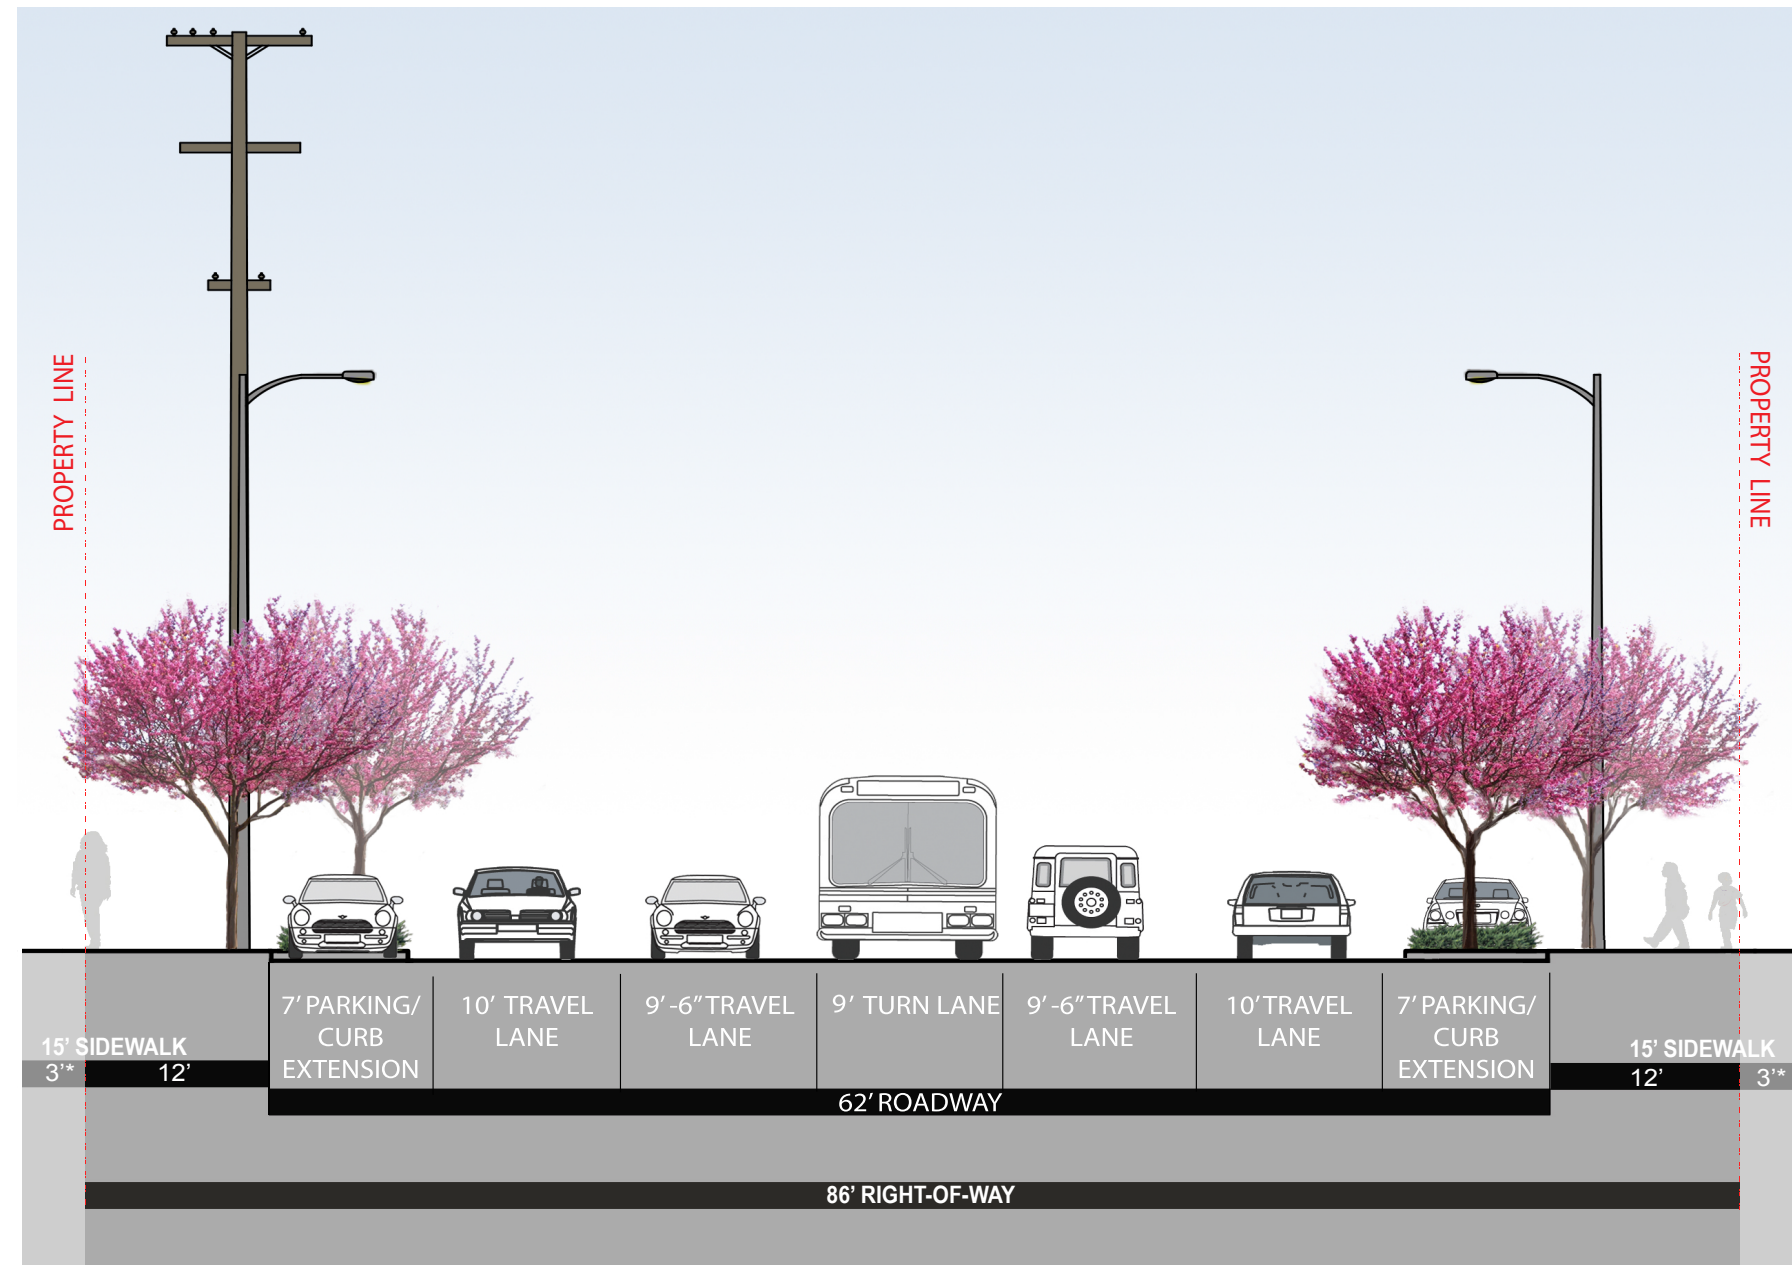 PROPERTY LINE
PROPERTY LINE
7’ PARKING/
CURB
EXTENSION
10’ TRAVEL
LANE
9’-6” TRAVEL
LANE
9’ TURN LANE
9’-6” TRAVEL
LANE
10’ TRAVEL
LANE
7’ PARKING/
CURB
EXTENSION
15’ SIDEWALK
3’*
12’
15’ SIDEWALK
12’
3’*
62’ ROADWAY
86’ RIGHT-OF-WAY